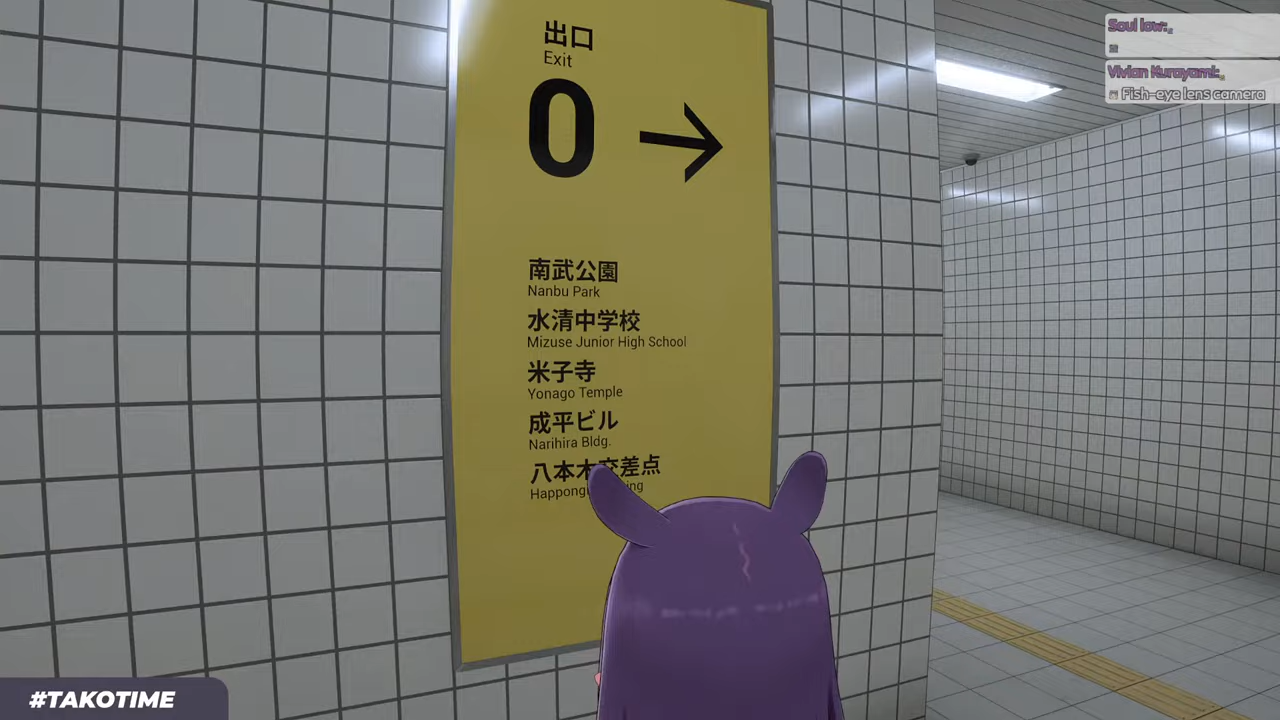 出口
Exit
0 →
南武公園
Nanbu Park
水清中学校
Mizuse Junior High School
米子寺
Yonago Temple
成平ビル
Narihira Bldg.
八本木交差点
Soul low:
Vivian Kurayami:
Fish-eye lens camera
#TAKOTIME